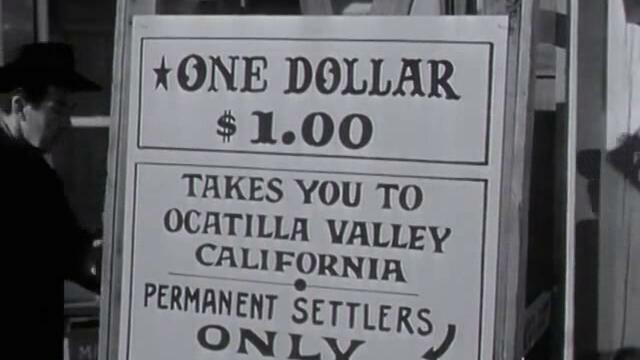 ★ONE DOLLAR
$1.00
TAKES YOU TO
OCATILLA VALLEY
CALIFORNIA
PERMANENT SETTLERS
ONLY